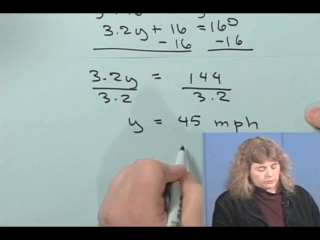 3.2y + 16 = 160
- 16 -16
3.2y = 144
3.2 3.2
y = 45 mph